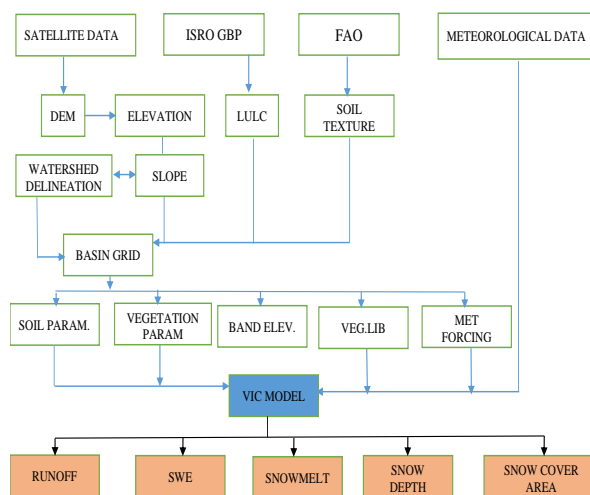 SATELLITE DATA
ISRO GBP
FAO
METEOROLOGICAL DATA
DEM
ELEVATION
LULC
SOIL
TEXTURE
WATERSHED
DELINEATION
SLOPE
BASIN GRID
SOIL PARAM.
VEGETATION
PARAM
BAND ELEV.
VEG.LIB
MET
FORCING
VIC MODEL
RUNOFF
SWE
SNOWMELT
SNOW
DEPTH
SNOW COVER
AREA